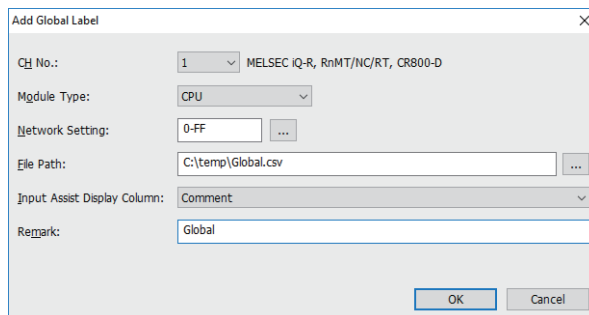 Add Global Label
CH No.: 1 MELSEC iQ-R, RnMT/NC/RT, CR800-D
Module Type: CPU
Network Setting: 0-FF ...
File Path: C:\temp\Global.csv ...
Input Assist Display Column: Comment
Remark: Global
OK Cancel